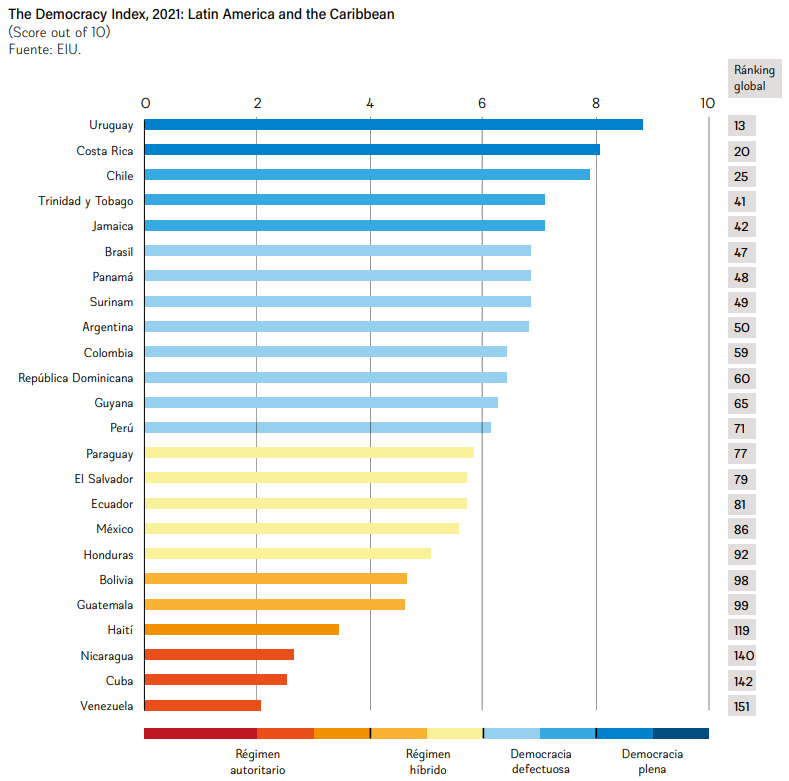 The Democracy Index, 2021: Latin America and the Caribbean
(Score out of 10)
Fuente: EIU.
Ránking
global
0 2 4 6 8 10
Uruguay 13
Costa Rica 20
Chile 25
Trinidad y Tobago 41
Jamaica 42
Brasil 47
Panamá 48
Surinam 49
Argentina 50
Colombia 59
República Dominicana 60
Guyana 65
Perú 71
Paraguay 77
El Salvador 79
Ecuador 81
México 86
Honduras 92
Bolivia 98
Guatemala 99
Haití 119
Nicaragua 140
Cuba 142
Venezuela 151
Régimen Régimen Democracia Democracia
autoritario híbrido defectuosa plena